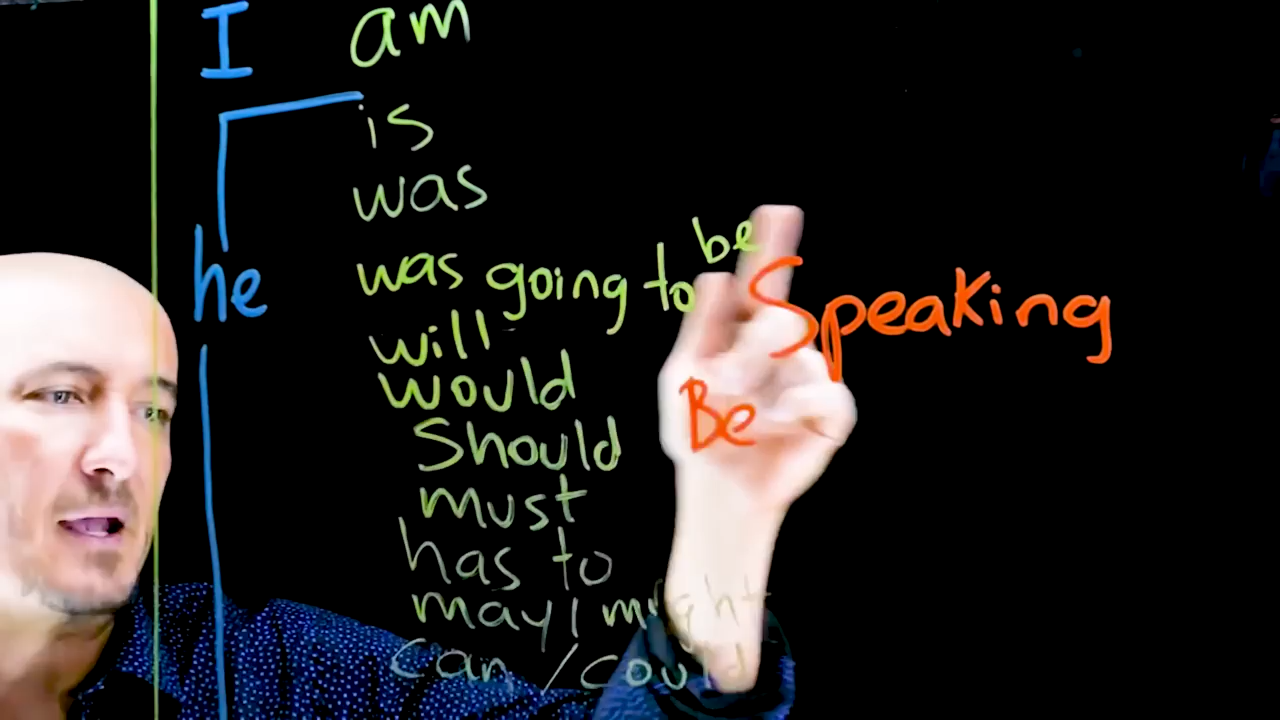 I am
is
was
he was going to be Speaking
will
would Be
Should
must
has to
may / might
can / could